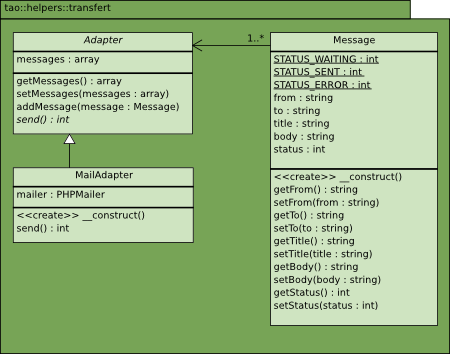 tao::helpers::transfert
Adapter
messages : array
getMessages() : array
setMessages(messages : array)
addMessage(message : Message)
send() : int
MailAdapter
mailer : PHPMailer
<<create>> __construct()
send() : int
1..*
Message
STATUS_WAITING : int
STATUS_SENT : int
STATUS_ERROR : int
from : string
to : string
title : string
body : string
status : int
<<create>> __construct()
getFrom() : string
setFrom(from : string)
getTo() : string
setTo(to : string)
getTitle() : string
setTitle(title : string)
getBody() : string
setBody(body : string)
getStatus() : int
setStatus(status : int)